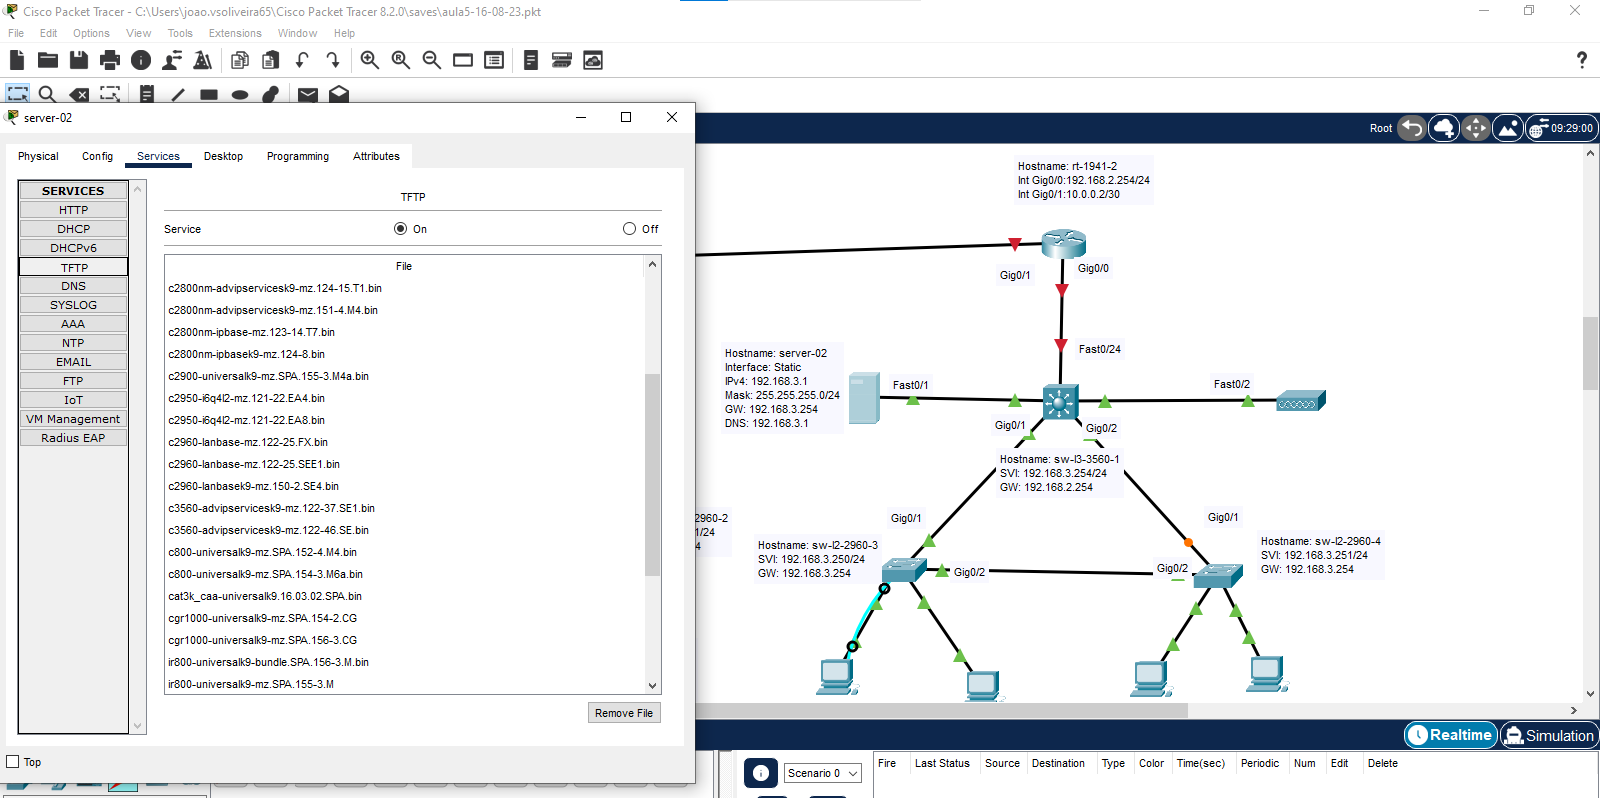 Cisco Packet Tracer - C:\Users\joao.vsoliveira65\Cisco Packet Tracer 8.2.0\saves\aula5-16-08-23.pkt
File Edit Options View Tools Extensions Window Help
?
server-02
Physical Config Services Desktop Programming Attributes
SERVICES
HTTP
DHCP
DHCPv6
TFTP
DNS
SYSLOG
AAA
NTP
EMAIL
FTP
IoT
VM Management
Radius EAP
TFTP
Service On Off
File
c2800nm-advipservicesk9-mz.124-15.T1.bin
c2800nm-advipservicesk9-mz.151-4.M4.bin
c2800nm-ipbase-mz.123-14.T7.bin
c2800nm-ipbasek9-mz.124-8.bin
c2900-universalk9-mz.SPA.155-3.M4a.bin
c2950-i6q4l2-mz.121-22.EA4.bin
c2950-i6q4l2-mz.121-22.EA8.bin
c2960-lanbase-mz.122-25.FX.bin
c2960-lanbase-mz.122-25.SEE1.bin
c2960-lanbasek9-mz.150-2.SE4.bin
c3560-advipservicesk9-mz.122-37.SE1.bin
c3560-advipservicesk9-mz.122-46.SE.bin
c800-universalk9-mz.SPA.152-4.M4.bin
c800-universalk9-mz.SPA.154-3.M6a.bin
cat3k_caa-universalk9.16.03.02.SPA.bin
cgr1000-universalk9-mz.SPA.154-2.CG
cgr1000-universalk9-mz.SPA.156-3.CG
ir800-universalk9-bundle.SPA.156-3.M.bin
ir800-universalk9-mz.SPA.155-3.M
Remove File
Top
Root 09:29:00
Hostname: rt-1941-2
Int Gig0/0:192.168.2.254/24
Int Gig0/1:10.0.0.2/30
Gig0/1
Gig0/0
Fast0/24
Hostname: server-02
Interface: Static
IPv4: 192.168.3.1
Mask: 255.255.255.0/24
GW: 192.168.3.254
DNS: 192.168.3.1
Fast0/1
Fast0/2
Gig0/1
Gig0/2
Hostname: sw-l3-3560-1
SVI: 192.168.3.254/24
GW: 192.168.2.254
2960-2
1/24
4
Gig0/1
Gig0/1
Hostname: sw-l2-2960-3
SVI: 192.168.3.250/24
GW: 192.168.3.254
Gig0/2
Gig0/2
Hostname: sw-l2-2960-4
SVI: 192.168.3.251/24
GW: 192.168.3.254
Realtime Simulation
Scenario 0
Fire Last Status Source Destination Type Color Time(sec) Periodic Num Edit Delete